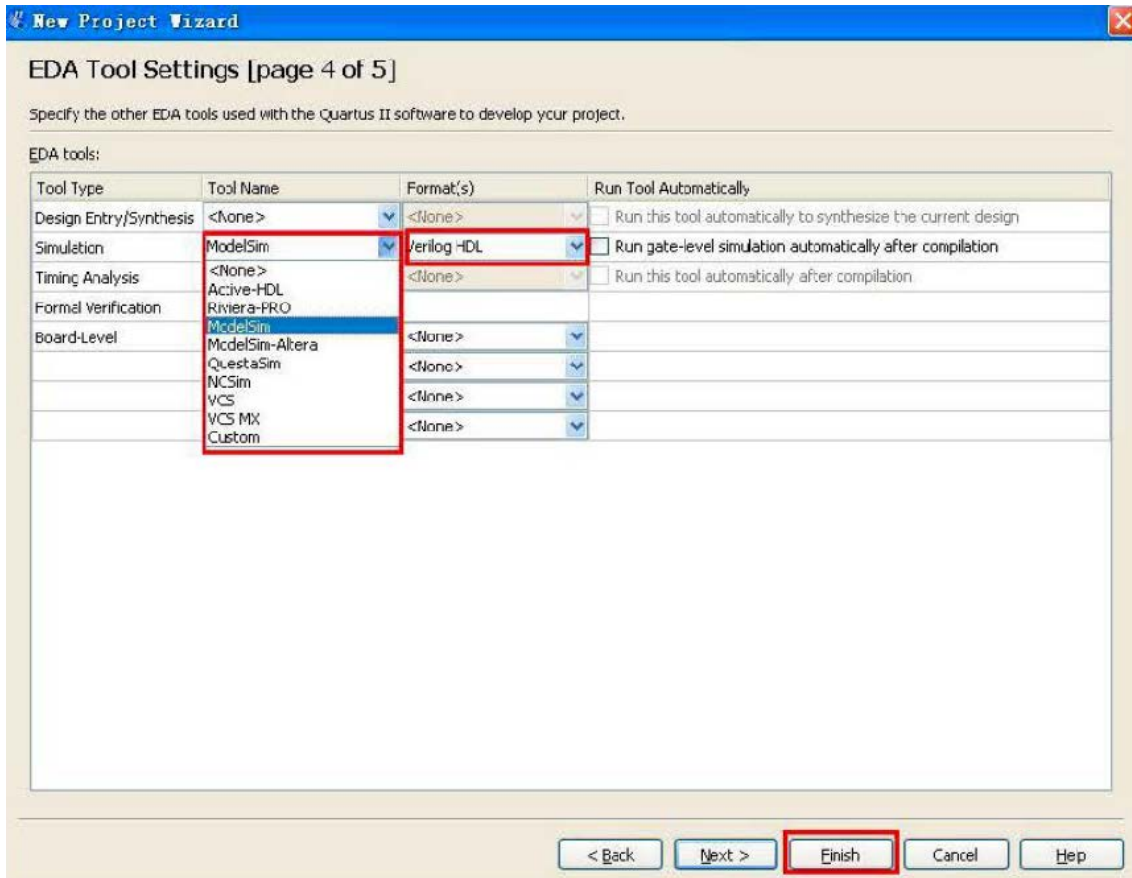 New Project Wizard
EDA Tool Settings [page 4 of 5]
Specify the other EDA tools used with the Quartus II software to develop your project.
EDA tools:
Tool Type Tool Name Format(s) Run Tool Automatically
Design Entry/Synthesis <None> <None> Run this tool automatically to synthesize the current design
Simulation ModelSim Verilog HDL Run gate-level simulation automatically after compilation
Timing Analysis <None> Run this tool automatically after compilation
Formal Verification
Board-Level <None>
<None>
<None>
<None>
<None>
Active-HDL
Riviera-PRO
ModelSim
ModelSim-Altera
QuestaSim
NCSim
VCS
VCS MX
Custom
< Back Next > Finish Cancel Help